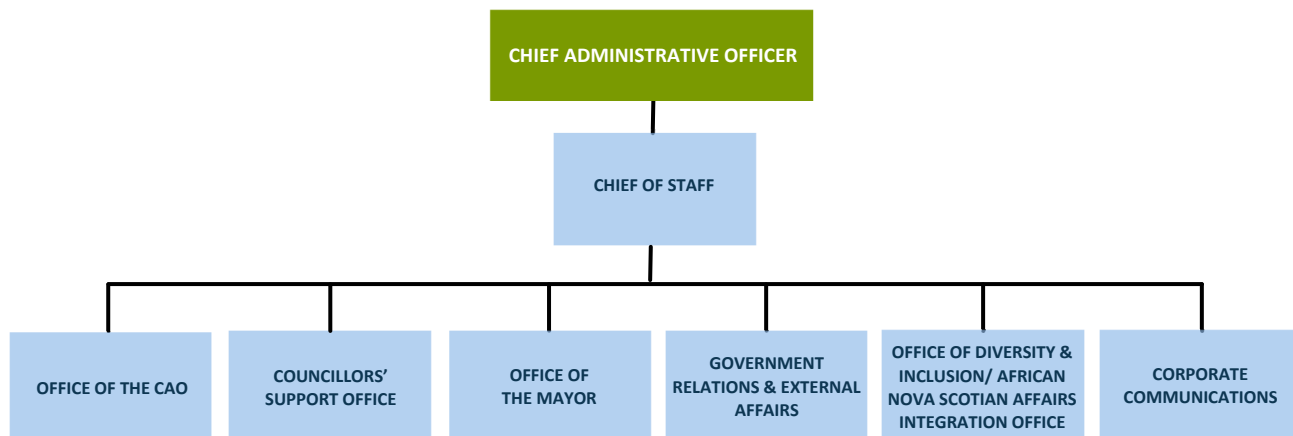 CHIEF ADMINISTRATIVE OFFICER
CHIEF OF STAFF
OFFICE OF THE CAO
COUNCILLORS’
SUPPORT OFFICE
OFFICE OF
THE MAYOR
GOVERNMENT
RELATIONS & EXTERNAL
AFFAIRS
OFFICE OF DIVERSITY &
INCLUSION/ AFRICAN
NOVA SCOTIAN AFFAIRS
INTEGRATION OFFICE
CORPORATE
COMMUNICATIONS